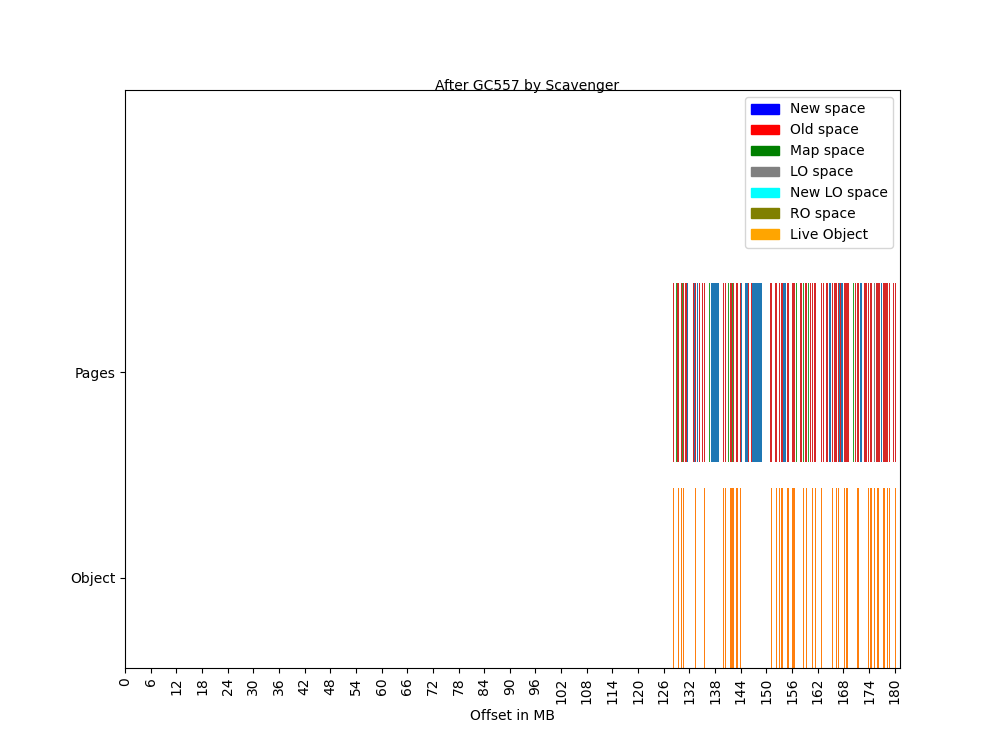 After GC557 by Scavenger
New space
Old space
Map space
LO space
New LO space
RO space
Live Object
Pages
Object
0 6 12 18 24 30 36 42 48 54 60 66 72 78 84 90 96 102 108 114 120 126 132 138 144 150 156 162 168 174 180
Offset in MB